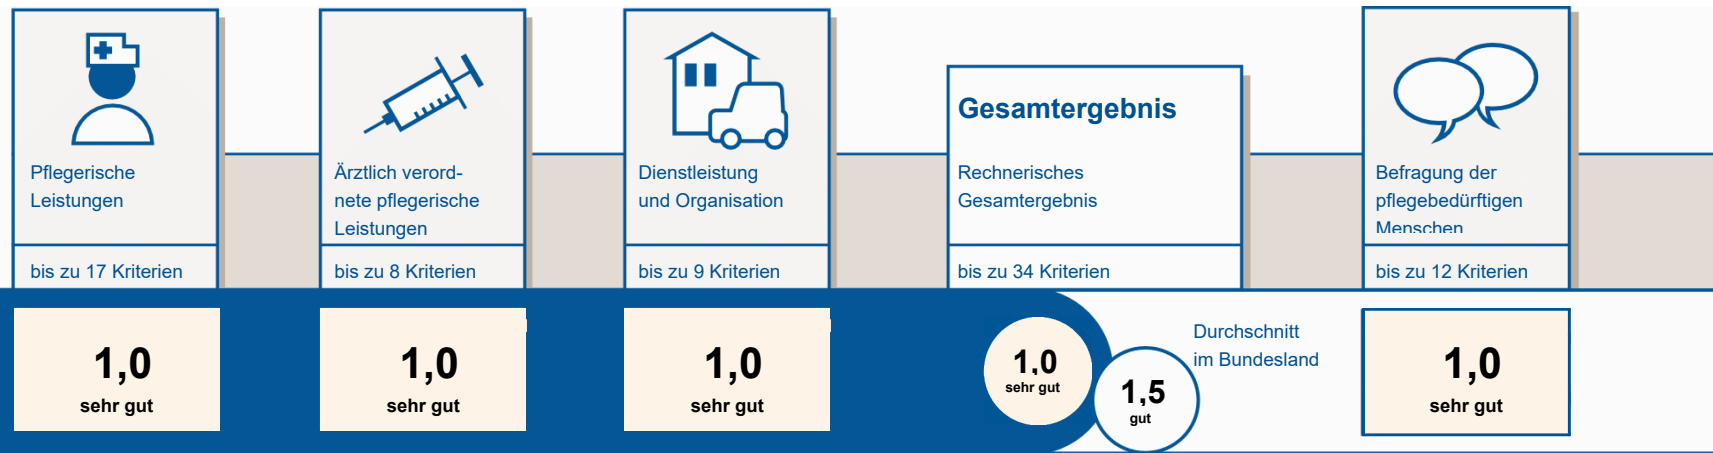 Pflegerische
Leistungen
bis zu 17 Kriterien
1,0
sehr gut
Ärztlich verord-
nete pflegerische
Leistungen
bis zu 8 Kriterien
1,0
sehr gut
Dienstleistung
und Organisation
bis zu 9 Kriterien
1,0
sehr gut
Gesamtergebnis
Rechnerisches
Gesamtergebnis
bis zu 34 Kriterien
1,0
sehr gut
1,5
gut
Durchschnitt
im Bundesland
Befragung der
pflegebedürftigen
Menschen
bis zu 12 Kriterien
1,0
sehr gut